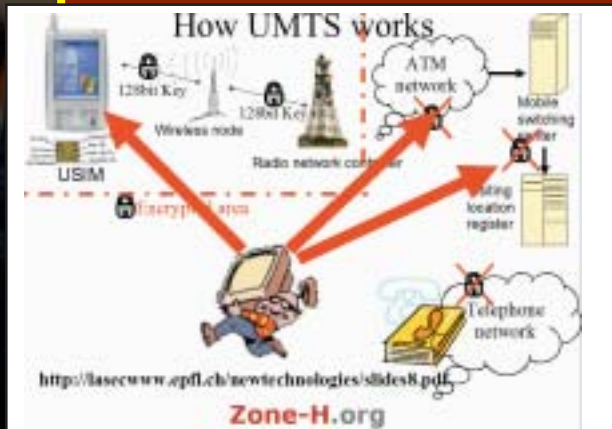 How UMTS works
128bit Key
128bit Key
Wireless node
Radio network controller
USIM
Encrypted area
ATM
network
Mobile
switching
center
location
register
Telephone
network
http://lasecwww.epfl.ch/newtechnologies/slides8.pdf
Zone-H.org